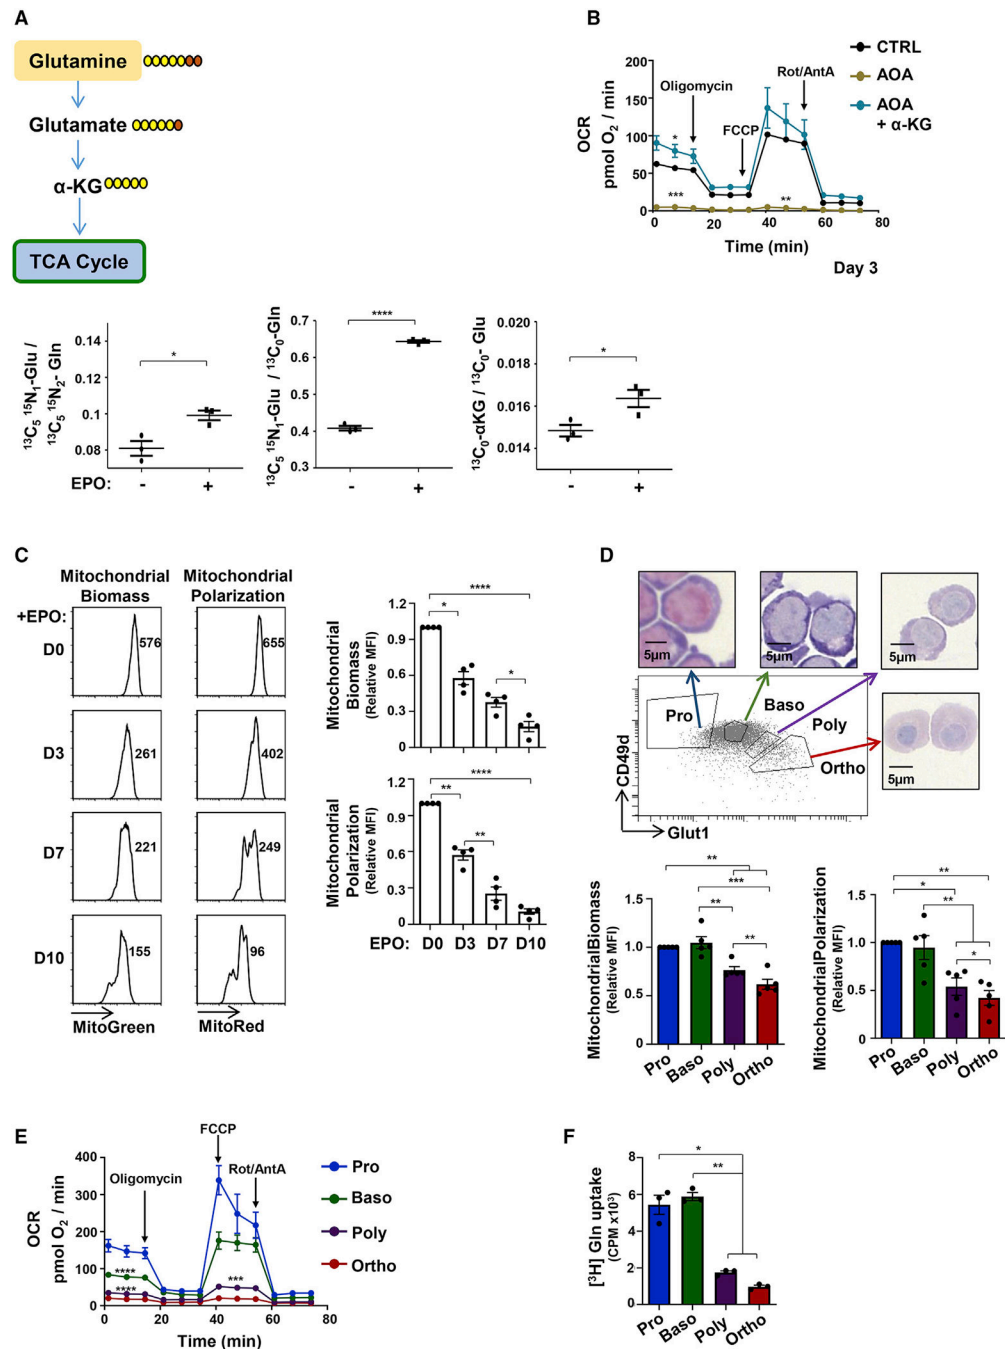 A
Glutamine
Glutamate
α-KG
TCA Cycle
B
CTRL
AOA
AOA
+ α-KG
OCR
pmol O2 / min
200
150
100
50
0
Oligomycin
FCCP
Rot/AntA
*
***
**
0 20 40 60 80
Time (min)
Day 3
13C5 15N1-Glu /
13C5 15N2- Gln
0.14
0.12
0.1
0.08
*
EPO: - +
13C5 15N1-Glu / 13C0-Gln
0.7
0.6
0.4
0.3
****
- +
13C0-αKG / 13C0- Glu
0.020
0.018
0.016
0.014
*
- +
C
Mitochondrial
Biomass
Mitochondrial
Polarization
+EPO:
D0
576
655
D3
261
402
D7
221
249
D10
155
96
MitoGreen
MitoRed
Mitochondrial
Biomass
(Relative MFI)
1.2
0.9
0.6
0.3
0
****
*
*
Mitochondrial
Polarization
(Relative MFI)
1.2
0.6
0.3
0
****
**
**
EPO: D0 D3 D7 D10
D
5µm
5µm
5µm
5µm
Pro
Baso
Poly
Ortho
CD49d
Glut1
MitochondrialBiomass
(Relative MFI)
1.5
1.0
0.5
0
**
***
**
**
Pro
Baso
Poly
Ortho
MitochondrialPolarization
(Relative MFI)
1.5
1.0
0.5
0
**
*
**
*
Pro
Baso
Poly
Ortho
E
OCR
pmol O2 / min
400
300
200
100
0
Oligomycin
FCCP
Rot/AntA
****
****
***
0 20 40 60 80
Time (min)
Pro
Baso
Poly
Ortho
F
[3H] Gln uptake
(CPM x103)
8
6
4
2
0
*
**
Pro
Baso
Poly
Ortho